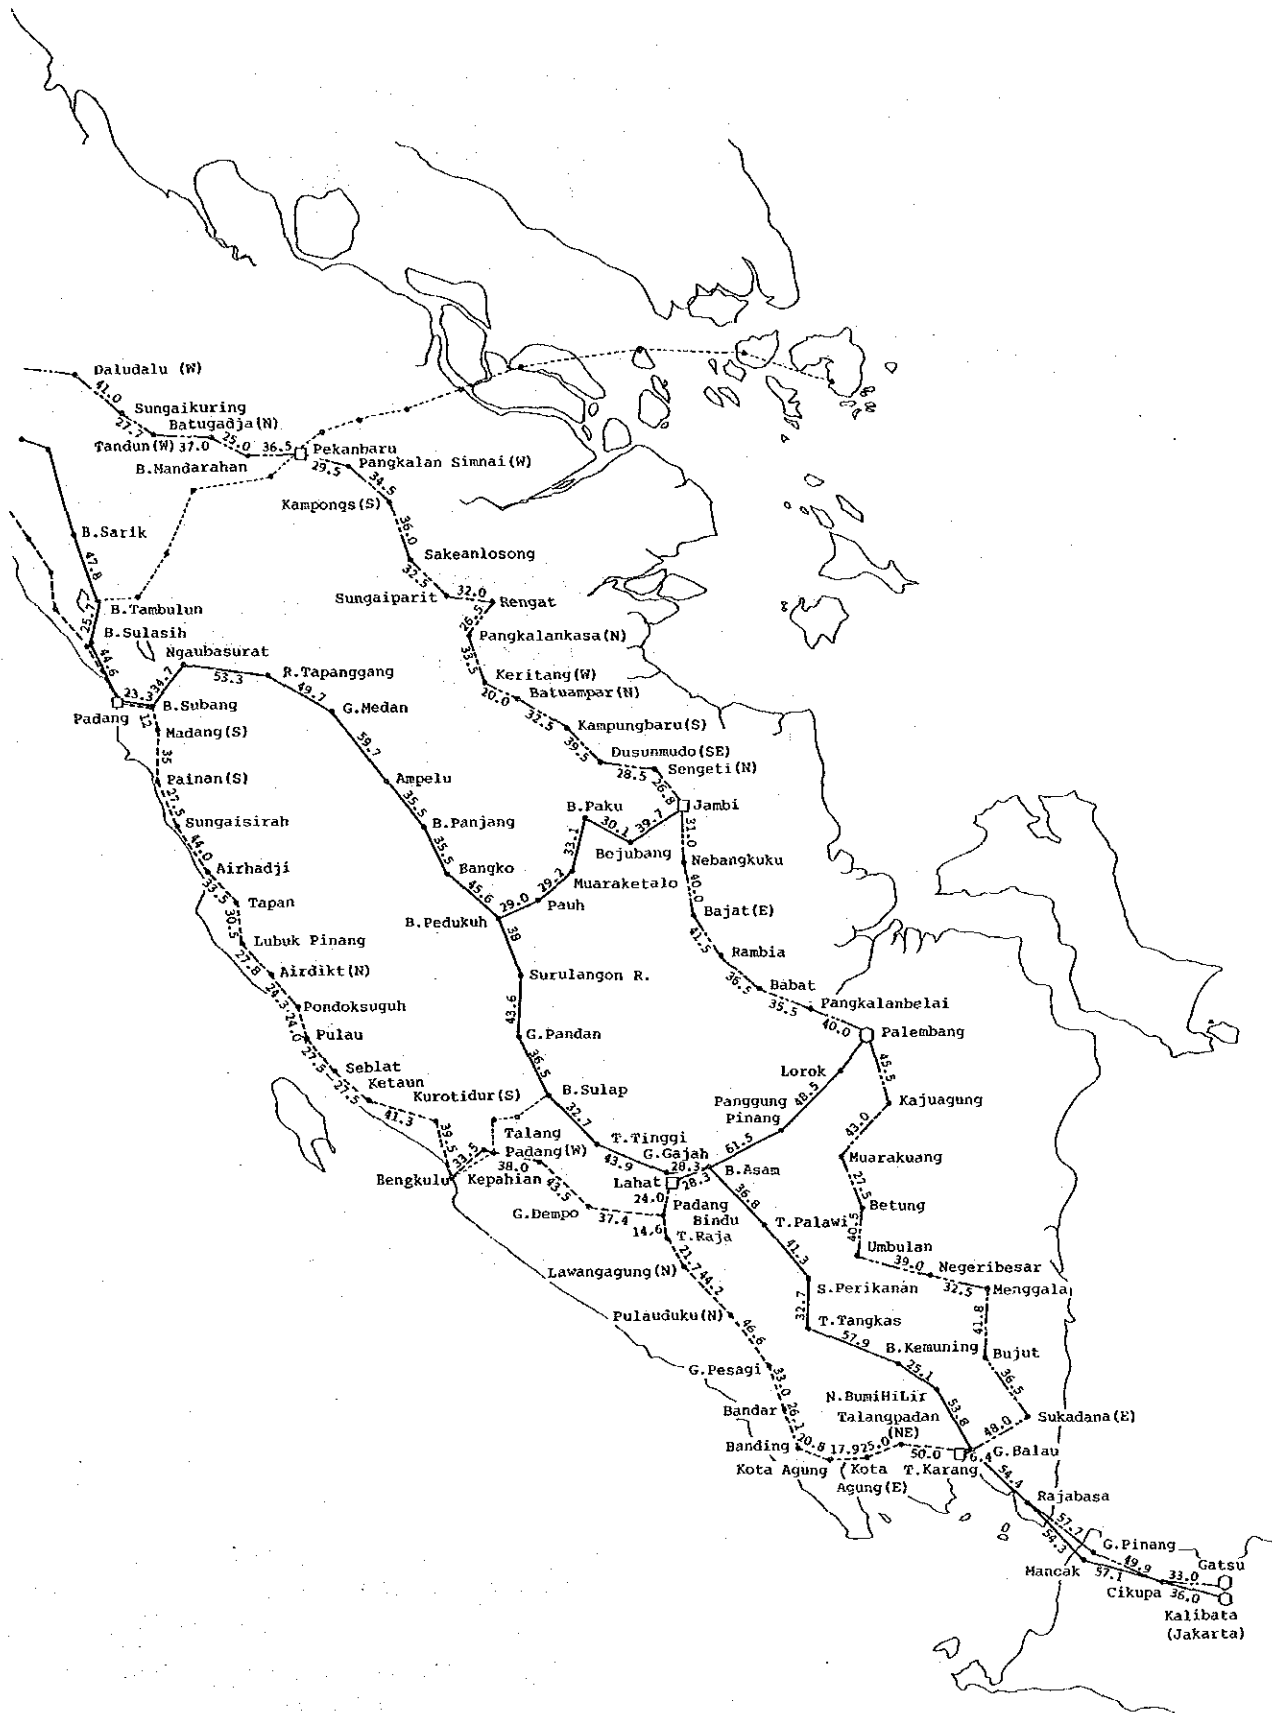 Daludalu (W)
41.0
Sungaikuring
27.7
Batugadja(N)
Tandun(W)
37.0
25.0
36.5
Pekanbaru
B.Mandarahan
29.5
Pangkalan Simnai(W)
34.5
Kampongs(S)
36.0
B.Sarik
Sakeanlosong
47.8
32.5
Sungaiparit
32.0
Rengat
B.Tambulun
25.7
26.5
B.Sulasih
Pangkalankasa(N)
44.6
Ngaubasurat
33.5
34.7
53.3
R.Tapanggang
Keritang(W)
23.3
49.7
20.0
Batuampar(N)
Padang
B.Subang
G.Medan
32.5
12
Madang(S)
Kampungbaru(S)
59.7
39.5
35
Dusunmudo(SE)
Painan(S)
Ampelu
28.5
Sengeti(N)
27.5
35.5
26.8
Sungaisirah
B.Panjang
B.Paku
Jambi
44.0
35.5
30.1
39.7
31.0
Airhadji
Bangko
33.1
Bejubang
Nebangkuku
33.5
45.6
29.2
Muaraketalo
40.0
Tapan
29.0
Pauh
Bajat(E)
30.5
B.Pedukuh
41.5
Lubuk Pinang
38
Rambia
27.8
36.5
Airdikt(N)
Surulangon R.
Babat
24.3
35.5
Pangkalanbelai
Pondoksuguh
43.6
40.0
24.0
Pulau
G.Pandan
Palembang
27.5
45.5
Seblat
36.5
Lorok
27.5
Ketaun
Kurotidur(S)
B.Sulap
48.5
Kajuagung
41.3
32.7
Panggung
Pinang
39.5
Talang
T.Tinggi
61.5
43.0
33.5
Padang(W)
G.Gajah
28.3
Muarakuang
38.0
43.9
B.Asam
Bengkulu
Kepahian
Lahat
28.5
27.5
43.5
24.0
36.8
Padang
Bindu
Betung
G.Dempo
37.4
14.6
T.Palawi
40.5
T.Raja
Umbulan
21.7
41.3
39.0
Negeribesar
Lawangagung(N)
44.2
S.Perikanan
32.5
Menggala
Pulauduku(N)
32.7
T.Tangkas
41.8
46.6
57.9
B.Kemuning
Bujut
G.Pesagi
25.1
36.5
33.0
N.BumiHiLir
Bandar
26.1
Talangpadan
(NE)
53.8
48.0
Sukadana(E)
Banding
20.8
17.9
25.0
50.0
6.4
G.Balau
Kota Agung
(Kota
Agung(E)
T.Karang
54.4
Rajabasa
57.2
54.3
G.Pinang
Mancak
57.1
49.9
33.0
Gatsu
Cikupa
36.0
Kalibata
(Jakarta)